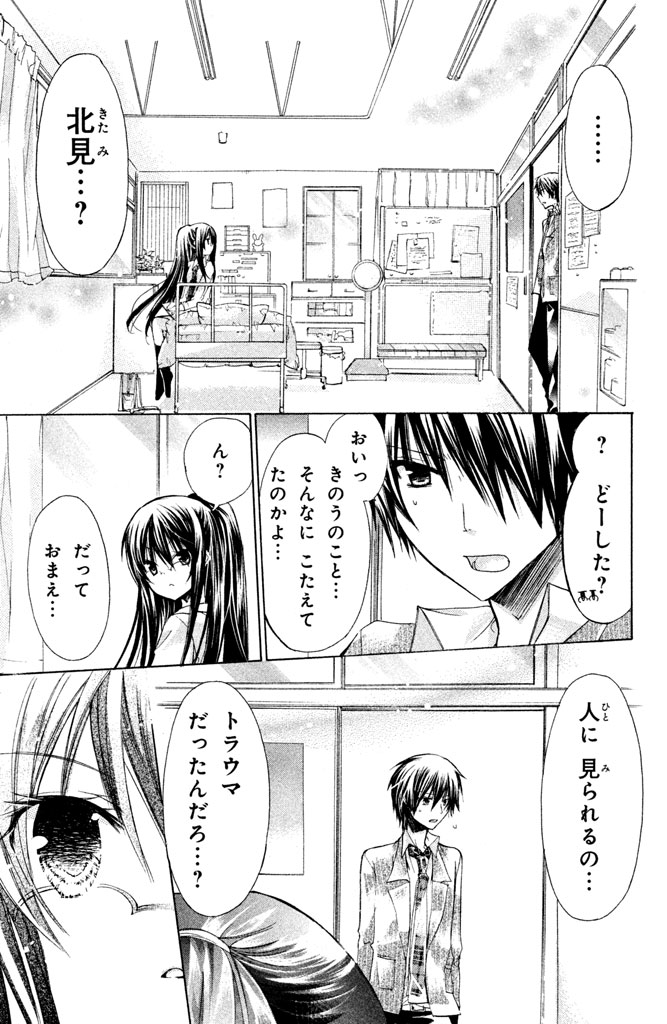 ……
北見…？
？ どーした？
おいっ
きのうのこと…
そんなに こたえて
たのかよ…
ん？
だって
おまえ…
人に 見られるの…
トラウマ
だったんだろ…？